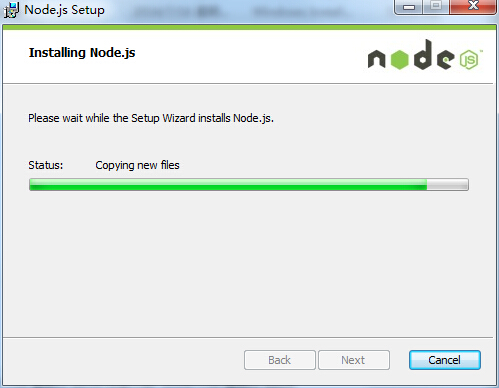 Node.js Setup
Installing Node.js
node
JS
Please wait while the Setup Wizard installs Node.js.
Status: Copying new files
Back Next Cancel